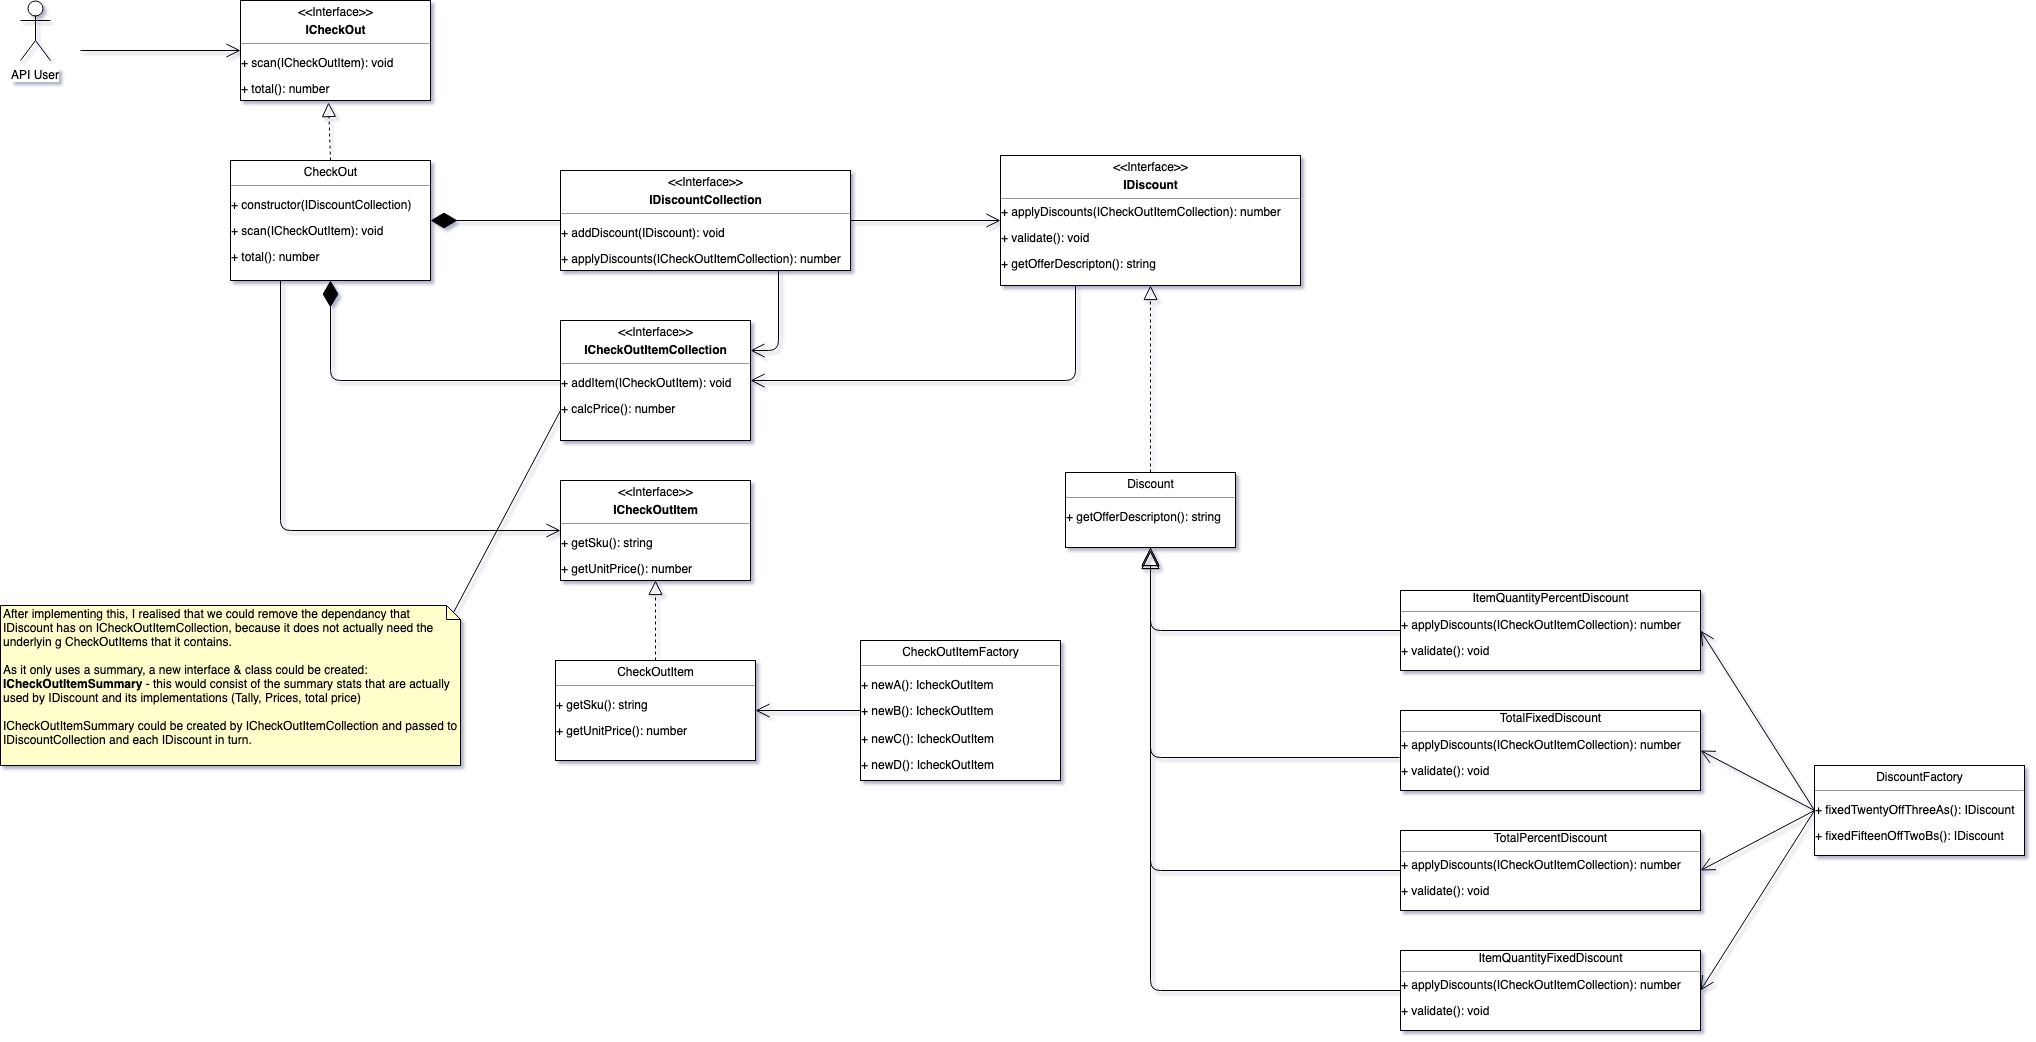 API User
<<Interface>>
ICheckOut
+ scan(ICheckOutItem): void
+ total(): number
CheckOut
+ constructor(IDiscountCollection)
+ scan(ICheckOutItem): void
+ total(): number
<<Interface>>
IDiscountCollection
+ addDiscount(IDiscount): void
+ applyDiscounts(ICheckOutItemCollection): number
<<Interface>>
IDiscount
+ applyDiscounts(ICheckOutItemCollection): number
+ validate(): void
+ getOfferDescripton(): string
<<Interface>>
ICheckOutItemCollection
+ addItem(ICheckOutItem): void
+ calcPrice(): number
<<Interface>>
ICheckOutItem
+ getSku(): string
+ getUnitPrice(): number
Discount
+ getOfferDescripton(): string
After implementing this, I realised that we could remove the dependancy that
IDiscount has on ICheckOutItemCollection, because it does not actually need the
underlyin g CheckOutItems that it contains.
As it only uses a summary, a new interface & class could be created:
ICheckOutItemSummary - this would consist of the summary stats that are actually
used by IDiscount and its implementations (Tally, Prices, total price)
ICheckOutItemSummary could be created by ICheckOutItemCollection and passed to
IDiscountCollection and each IDiscount in turn.
CheckOutItem
+ getSku(): string
+ getUnitPrice(): number
CheckOutItemFactory
+ newA(): IcheckOutItem
+ newB(): IcheckOutItem
+ newC(): IcheckOutItem
+ newD(): IcheckOutItem
ItemQuantityPercentDiscount
+ applyDiscounts(ICheckOutItemCollection): number
+ validate(): void
TotalFixedDiscount
+ applyDiscounts(ICheckOutItemCollection): number
+ validate(): void
TotalPercentDiscount
+ applyDiscounts(ICheckOutItemCollection): number
+ validate(): void
ItemQuantityFixedDiscount
+ applyDiscounts(ICheckOutItemCollection): number
+ validate(): void
DiscountFactory
+ fixedTwentyOffThreeAs(): IDiscount
+ fixedFifteenOffTwoBs(): IDiscount